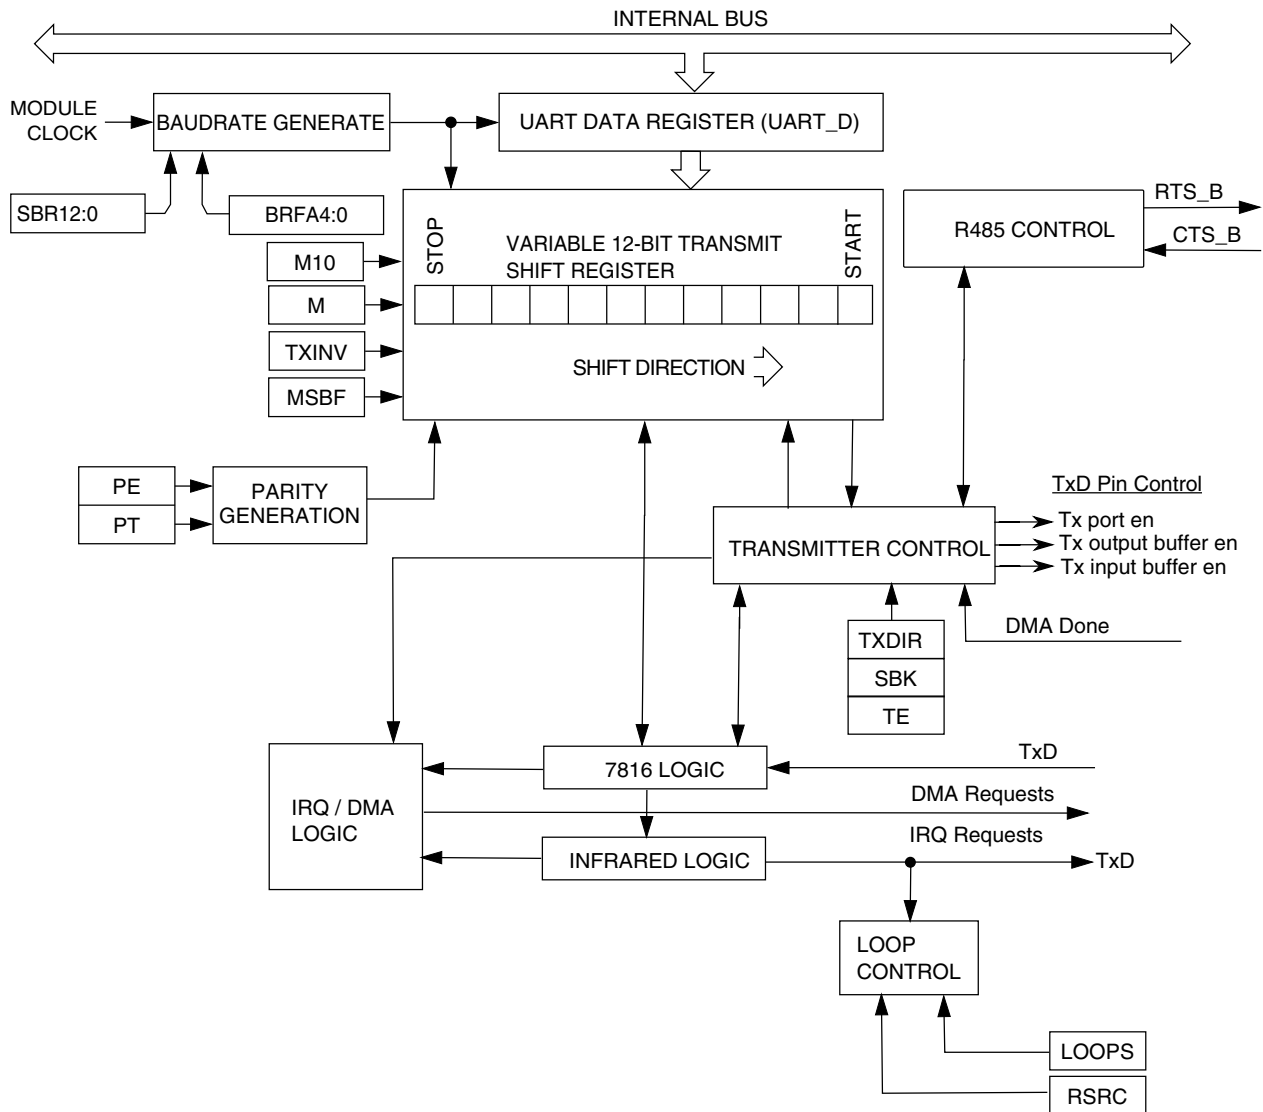 INTERNAL BUS
MODULE
CLOCK
BAUDRATE GENERATE
UART DATA REGISTER (UART_D)
SBR12:0
BRFA4:0
STOP
VARIABLE 12-BIT TRANSMIT
SHIFT REGISTER
START
R485 CONTROL
RTS_B
CTS_B
M10
M
TXINV
MSBF
SHIFT DIRECTION
PE
PT
PARITY
GENERATION
TRANSMITTER CONTROL
TxD Pin Control
Tx port en
Tx output buffer en
Tx input buffer en
DMA Done
TXDIR
SBK
TE
7816 LOGIC
TxD
IRQ / DMA
LOGIC
DMA Requests
IRQ Requests
INFRARED LOGIC
TxD
LOOP
CONTROL
LOOPS
RSRC